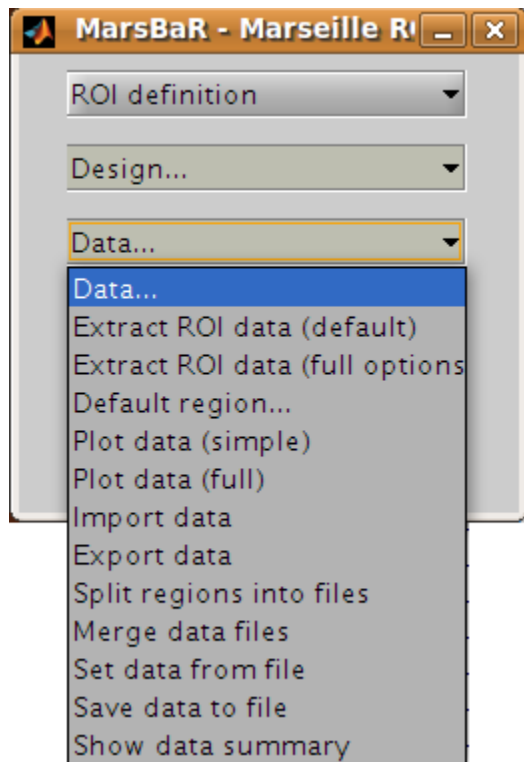 MarsBaR - Marseille R
ROI definition
Design...
Data...
Data...
Extract ROI data (default)
Extract ROI data (full options
Default region...
Plot data (simple)
Plot data (full)
Import data
Export data
Split regions into files
Merge data files
Set data from file
Save data to file
Show data summary